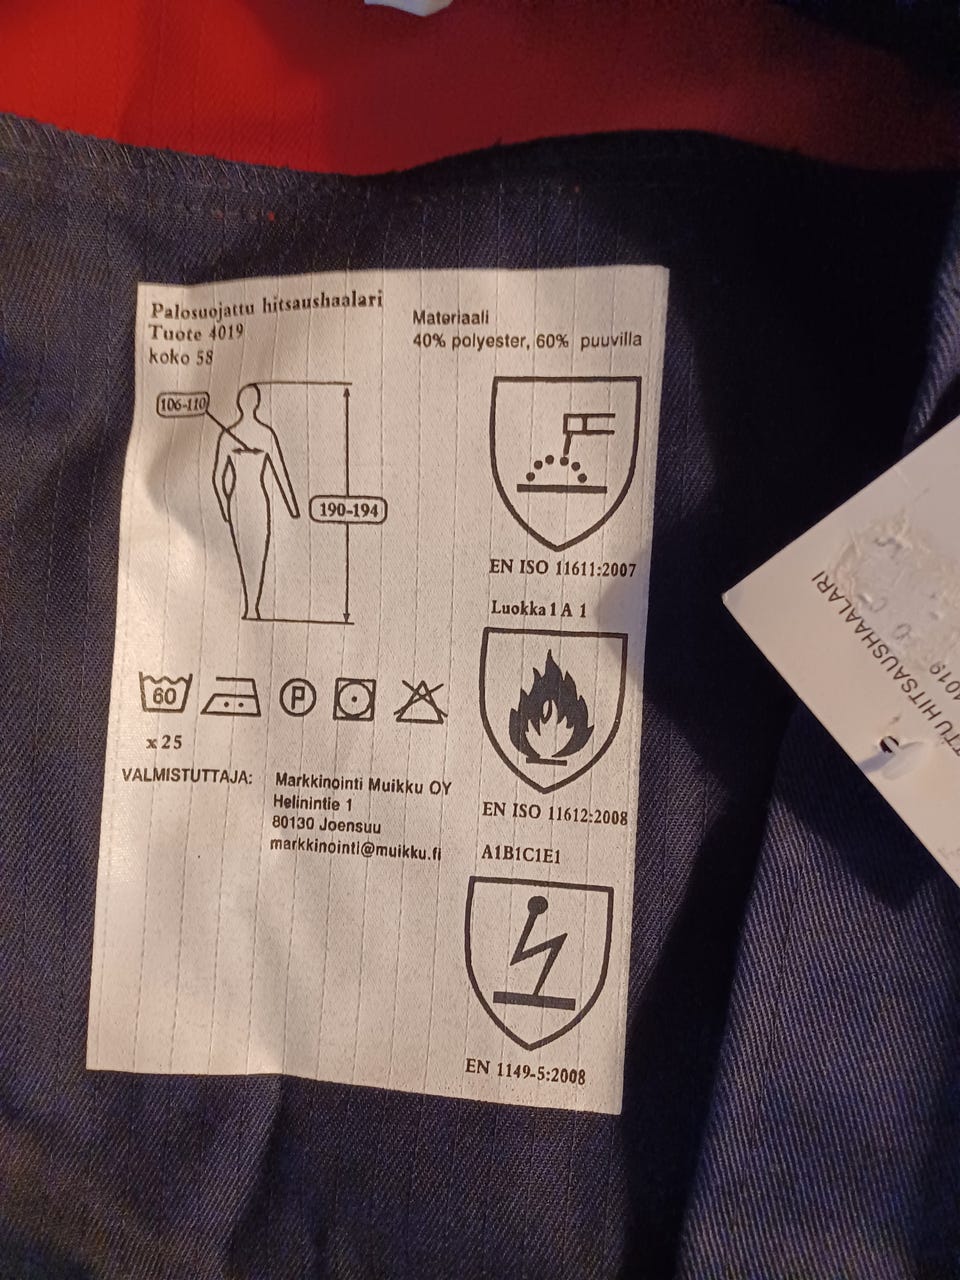 Palosuojattu hitsaushaalari
Tuote 4019
koko 58
Materiaali
40% polyester, 60% puuvilla
106-110
190-194
EN ISO 11611:2007
Luokka 1 A 1
EN ISO 11612:2008
A1B1C1E1
EN 1149-5:2008
60
P
x 25
VALMISTUTTAJA:
Markkinointi Muikku OY
Helinintie 1
80130 Joensuu
markkinointi@muikku.fi
TTU HITSAUSHAALARI
4019